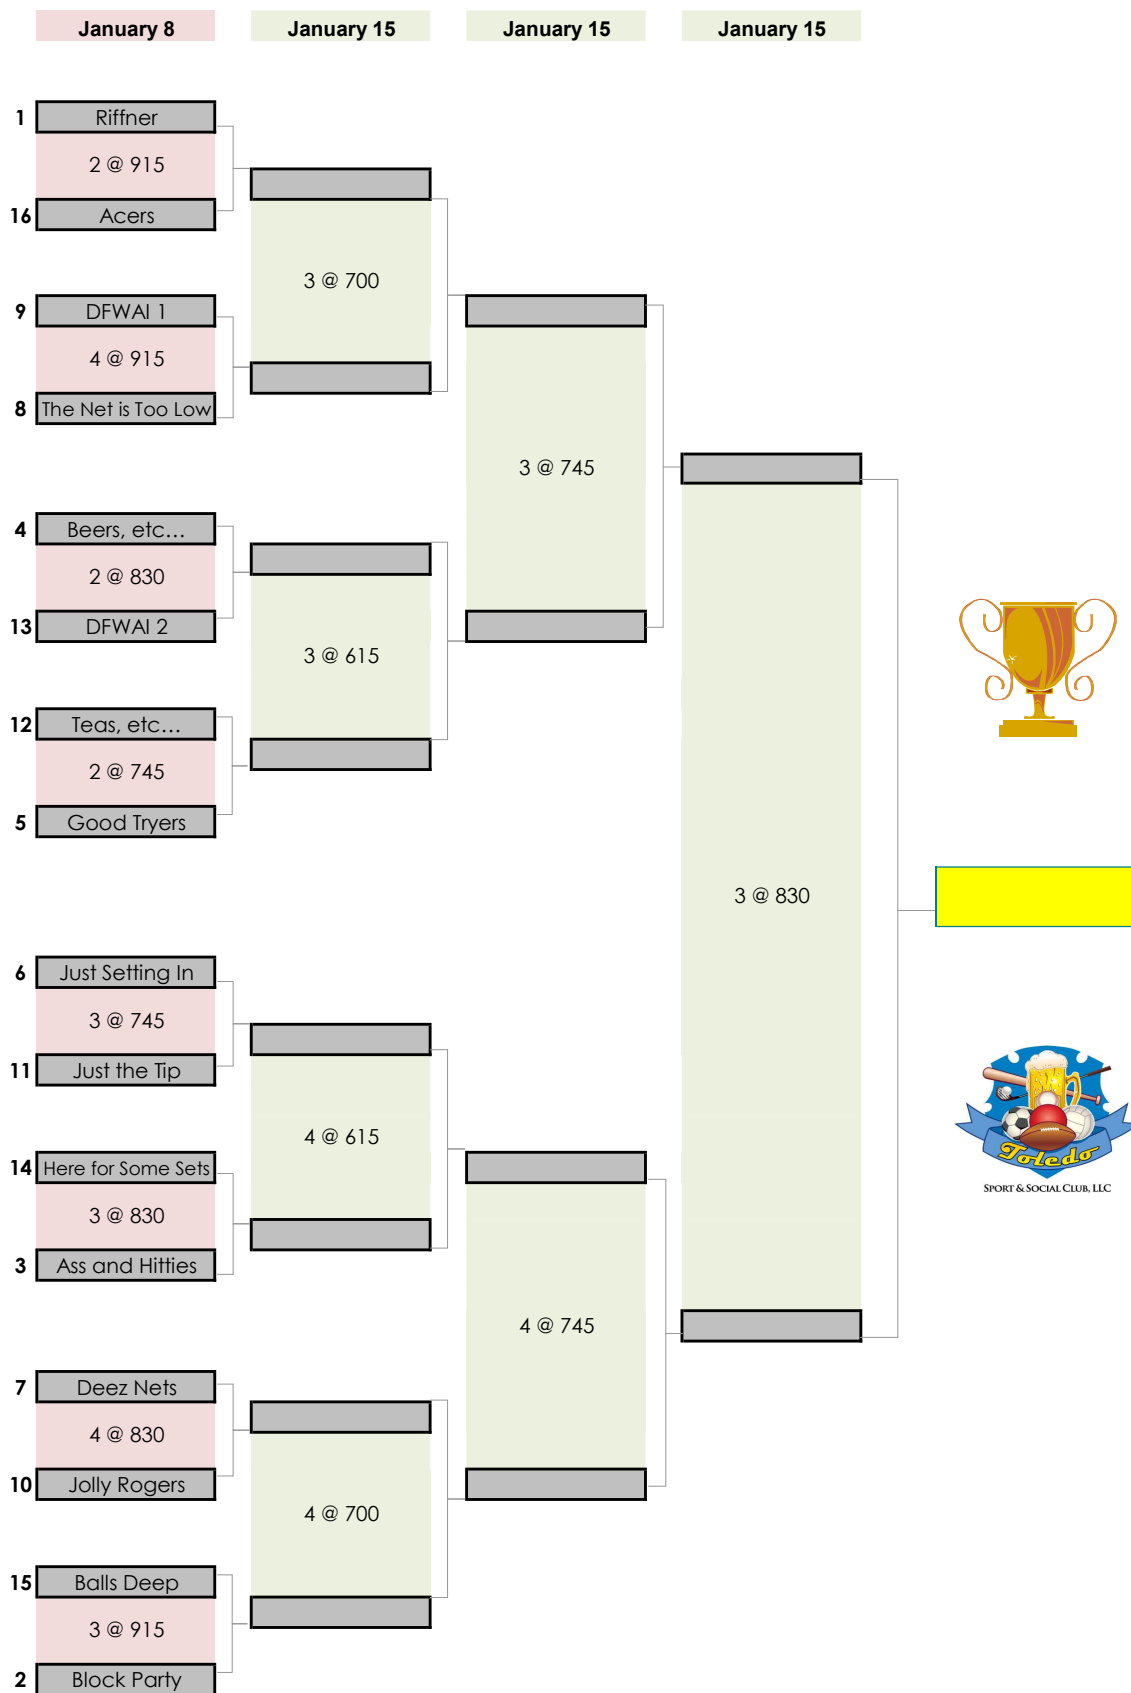 January 8
January 15
January 15
January 15
1 Riffner
2 @ 915
16 Acers
9 DFWAI 1
4 @ 915
8 The Net is Too Low
4 Beers, etc…
2 @ 830
13 DFWAI 2
12 Teas, etc…
2 @ 745
5 Good Tryers
6 Just Setting In
3 @ 745
11 Just the Tip
14 Here for Some Sets
3 @ 830
3 Ass and Hitties
7 Deez Nets
4 @ 830
10 Jolly Rogers
15 Balls Deep
3 @ 915
2 Block Party
3 @ 700
3 @ 615
4 @ 615
4 @ 700
3 @ 745
4 @ 745
3 @ 830
Toledo
SPORT & SOCIAL CLUB, LLC